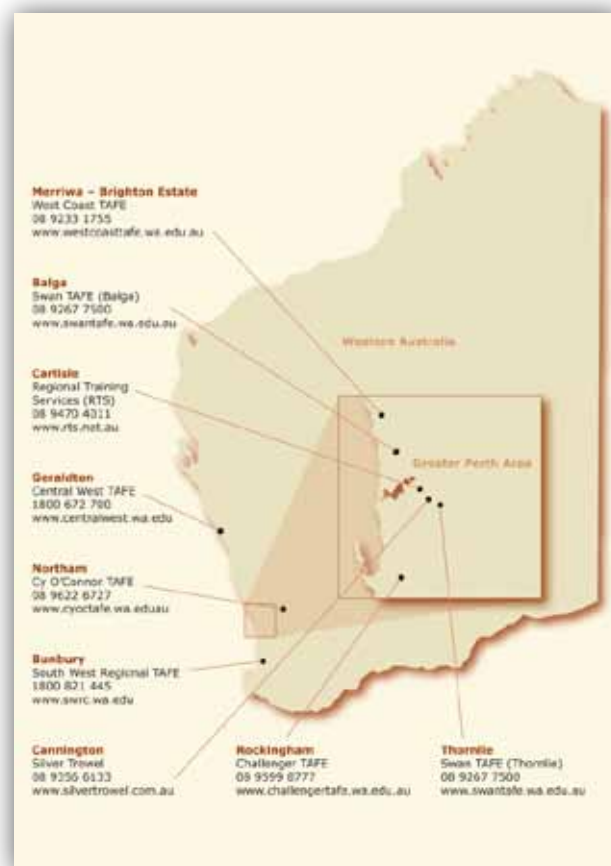 Merriwa – Brighton Estate
West Coast TAFE
08 9233 1755
www.westcoasttafe.wa.edu.au
Balga
Swan TAFE (Balga)
08 9267 7500
www.swantafe.wa.edu.au
Western Australia
Carlisle
Regional Training
Services (RTS)
08 9470 4011
www.rts.net.au
Greater Perth Area
Geraldton
Central West TAFE
1800 672 700
www.centralwest.wa.edu
Northam
Cy O'Connor TAFE
08 9622 6727
www.cyoctafe.wa.eduau
Bunbury
South West Regional TAFE
1800 821 445
www.swrc.wa.edu
Cannington
Silver Trowel
08 9356 6133
www.silvertrowel.com.au
Rockingham
Challenger TAFE
08 9599 8777
www.challengertafe.wa.edu.au
Thornlie
Swan TAFE (Thornlie)
08 9267 7500
www.swantafe.wa.edu.au